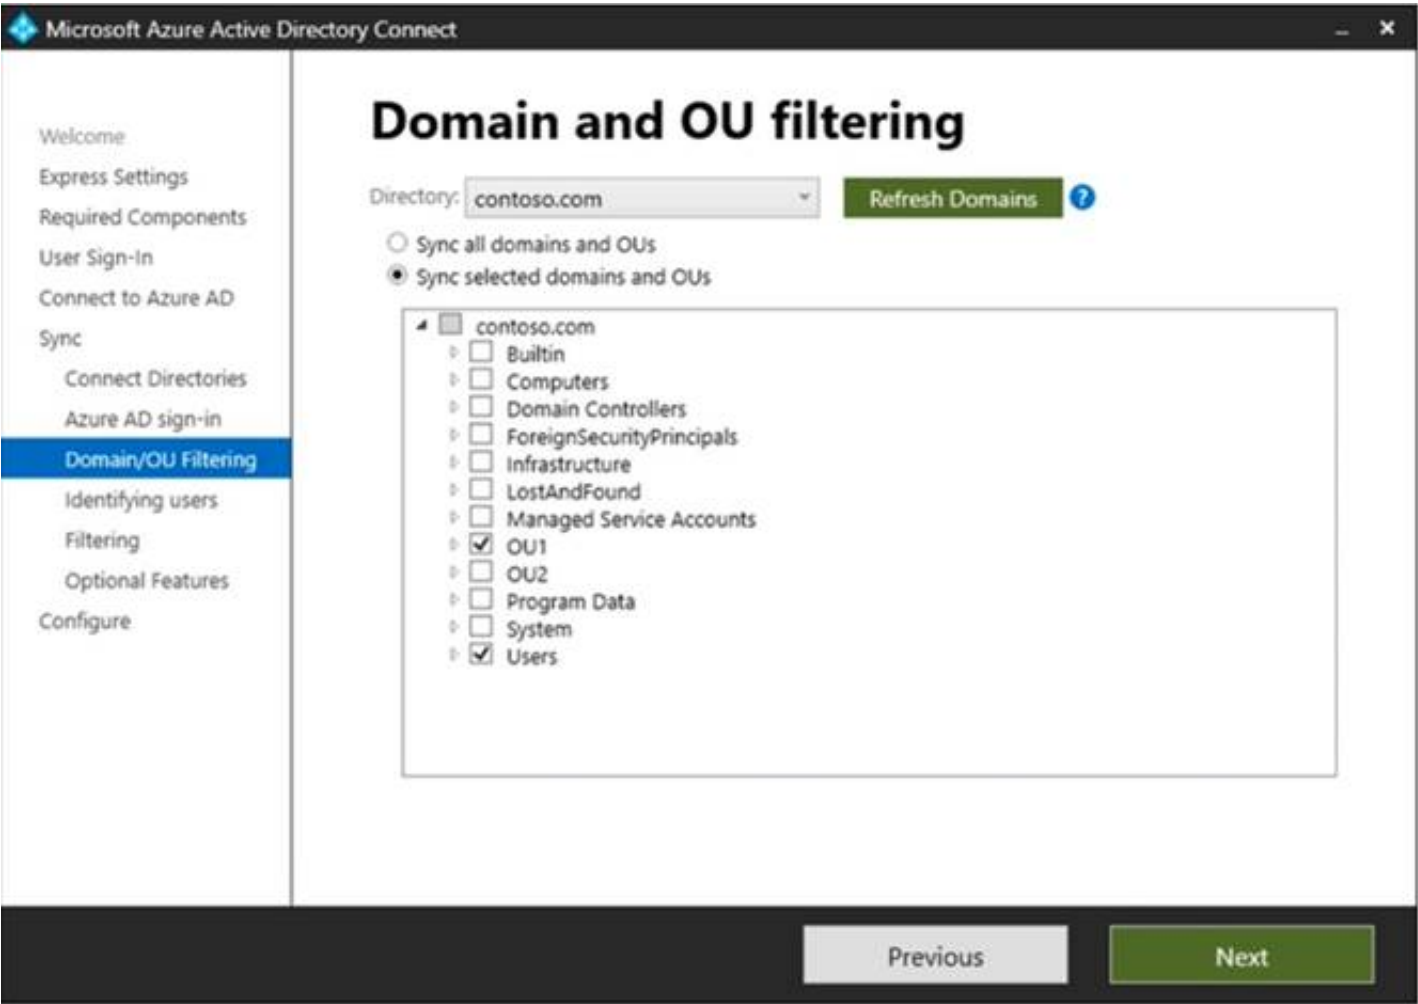 Microsoft Azure Active Directory Connect
Welcome
Express Settings
Required Components
User Sign-In
Connect to Azure AD
Sync
Connect Directories
Azure AD sign-in
Domain/OU Filtering
Identifying users
Filtering
Optional Features
Configure
Domain and OU filtering
Directory: contoso.com Refresh Domains ?
Sync all domains and OUs
Sync selected domains and OUs
contoso.com
Builtin
Computers
Domain Controllers
ForeignSecurityPrincipals
Infrastructure
LostAndFound
Managed Service Accounts
OU1
OU2
Program Data
System
Users
Previous Next